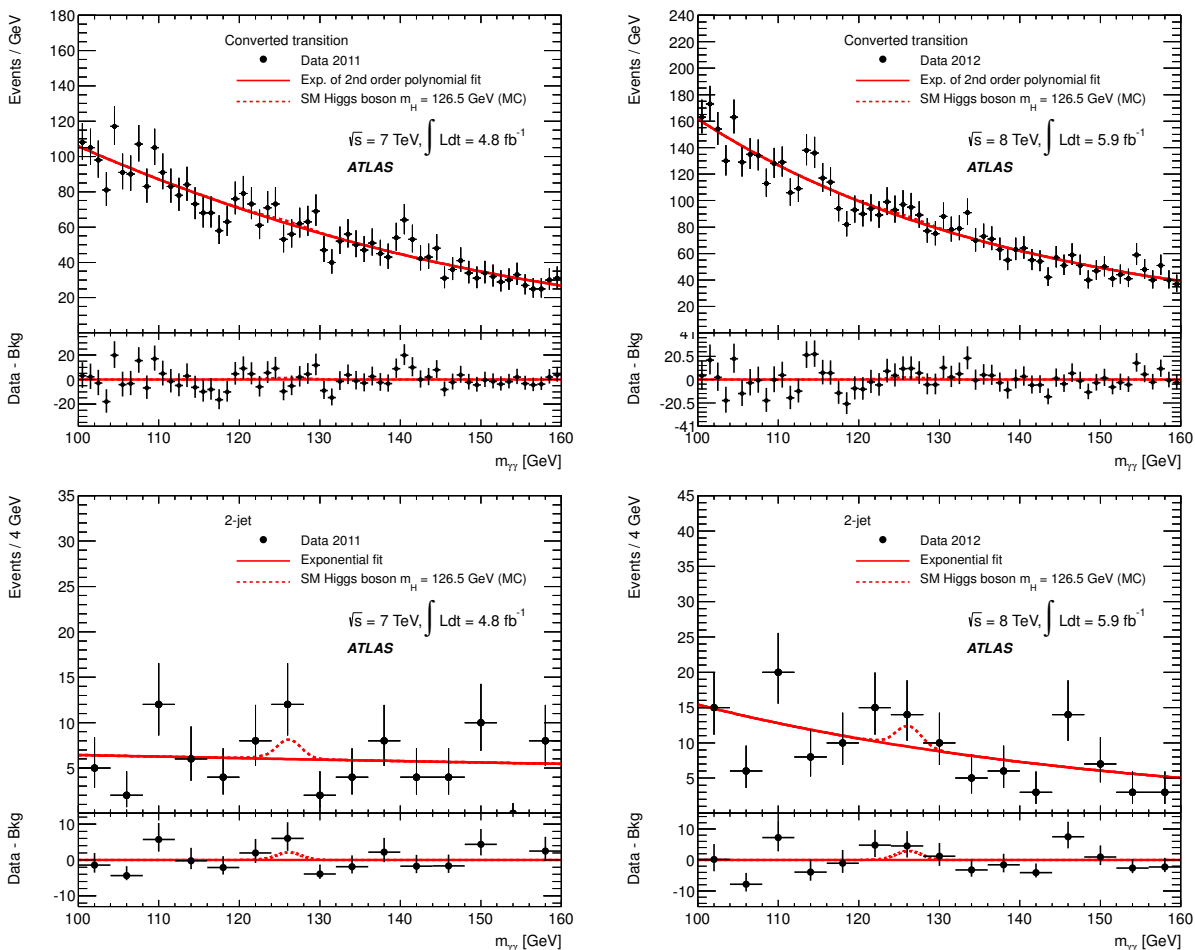 Events / GeV
180
160
140
120
100
80
60
40
20
Converted transition
Data 2011
Exp. of 2nd order polynomial fit
SM Higgs boson m_H = 126.5 GeV (MC)
√s = 7 TeV, ∫ Ldt = 4.8 fb⁻¹
ATLAS
Data - Bkg
20
0
-20
100 110 120 130 140 150 160
m_γγ [GeV]
Events / GeV
240
220
200
180
160
140
120
100
80
60
40
20
Converted transition
Data 2012
Exp. of 2nd order polynomial fit
SM Higgs boson m_H = 126.5 GeV (MC)
√s = 8 TeV, ∫ Ldt = 5.9 fb⁻¹
ATLAS
Data - Bkg
41
20.5
0
-20.5
-41
100 110 120 130 140 150 160
m_γγ [GeV]
Events / 4 GeV
35
30
25
20
15
10
5
2-jet
Data 2011
Exponential fit
SM Higgs boson m_H = 126.5 GeV (MC)
√s = 7 TeV, ∫ Ldt = 4.8 fb⁻¹
ATLAS
Data - Bkg
10
0
-10
100 110 120 130 140 150 160
m_γγ [GeV]
Events / 4 GeV
45
40
35
30
25
20
15
10
5
2-jet
Data 2012
Exponential fit
SM Higgs boson m_H = 126.5 GeV (MC)
√s = 8 TeV, ∫ Ldt = 5.9 fb⁻¹
ATLAS
Data - Bkg
10
0
-10
100 110 120 130 140 150 160
m_γγ [GeV]